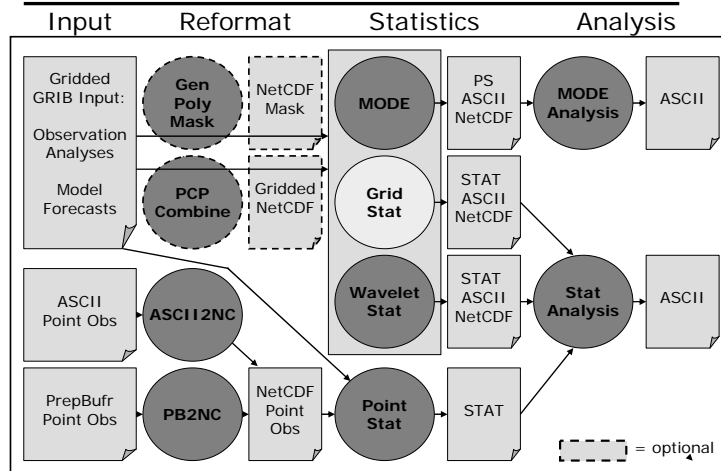 Input Reformat Statistics Analysis
Gridded
GRIB Input:
Observation
Analyses
Model
Forecasts
Gen
Poly
Mask
NetCDF
Mask
MODE
PS
ASCII
NetCDF
MODE
Analysis
ASCII
PCP
Combine
Gridded
NetCDF
Grid
Stat
STAT
ASCII
NetCDF
ASCII
Point Obs
ASCII2NC
Wavelet
Stat
STAT
ASCII
NetCDF
Stat
Analysis
ASCII
PrepBufr
Point Obs
PB2NC
NetCDF
Point
Obs
Point
Stat
STAT
= optional